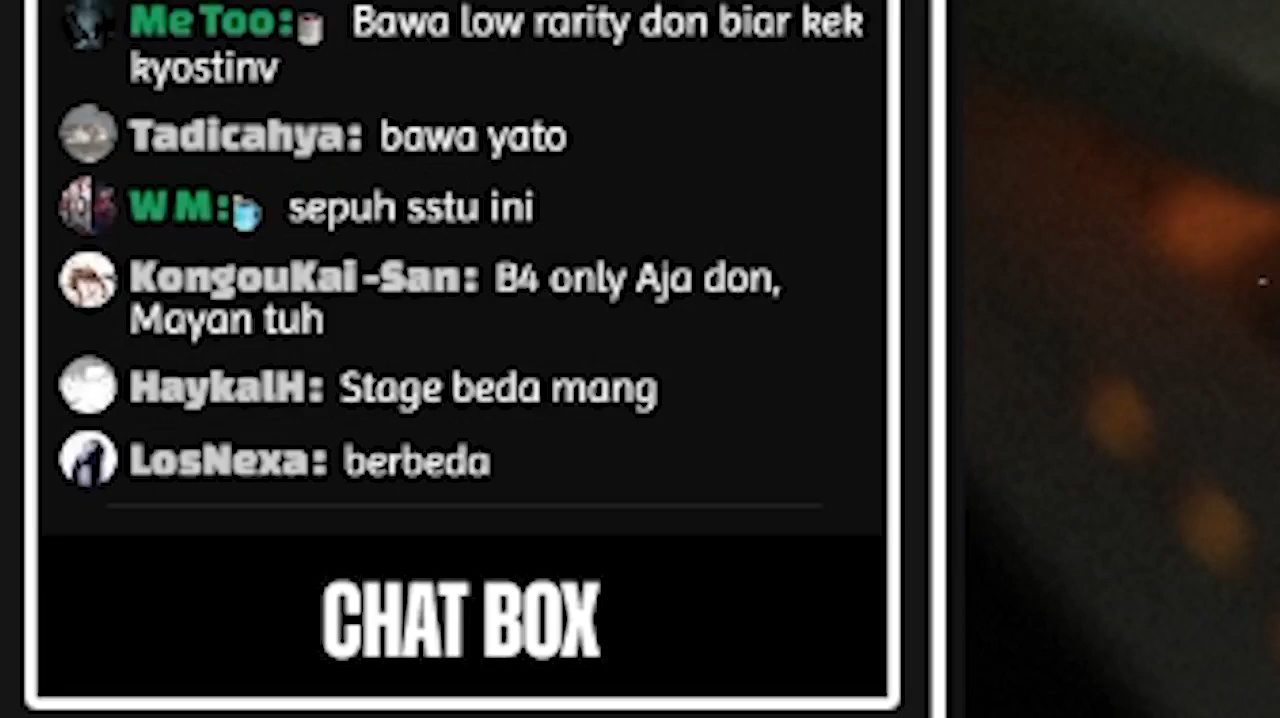 Me Too: Bawa low rarity don biar kek
kyostinv
Tadicahya: bawa yato
W M: sepuh sstu ini
KongouKai-San: B4 only Aja don,
Mayan tuh
HaykalH: Stage beda mang
LosNexa: berbeda
CHAT BOX